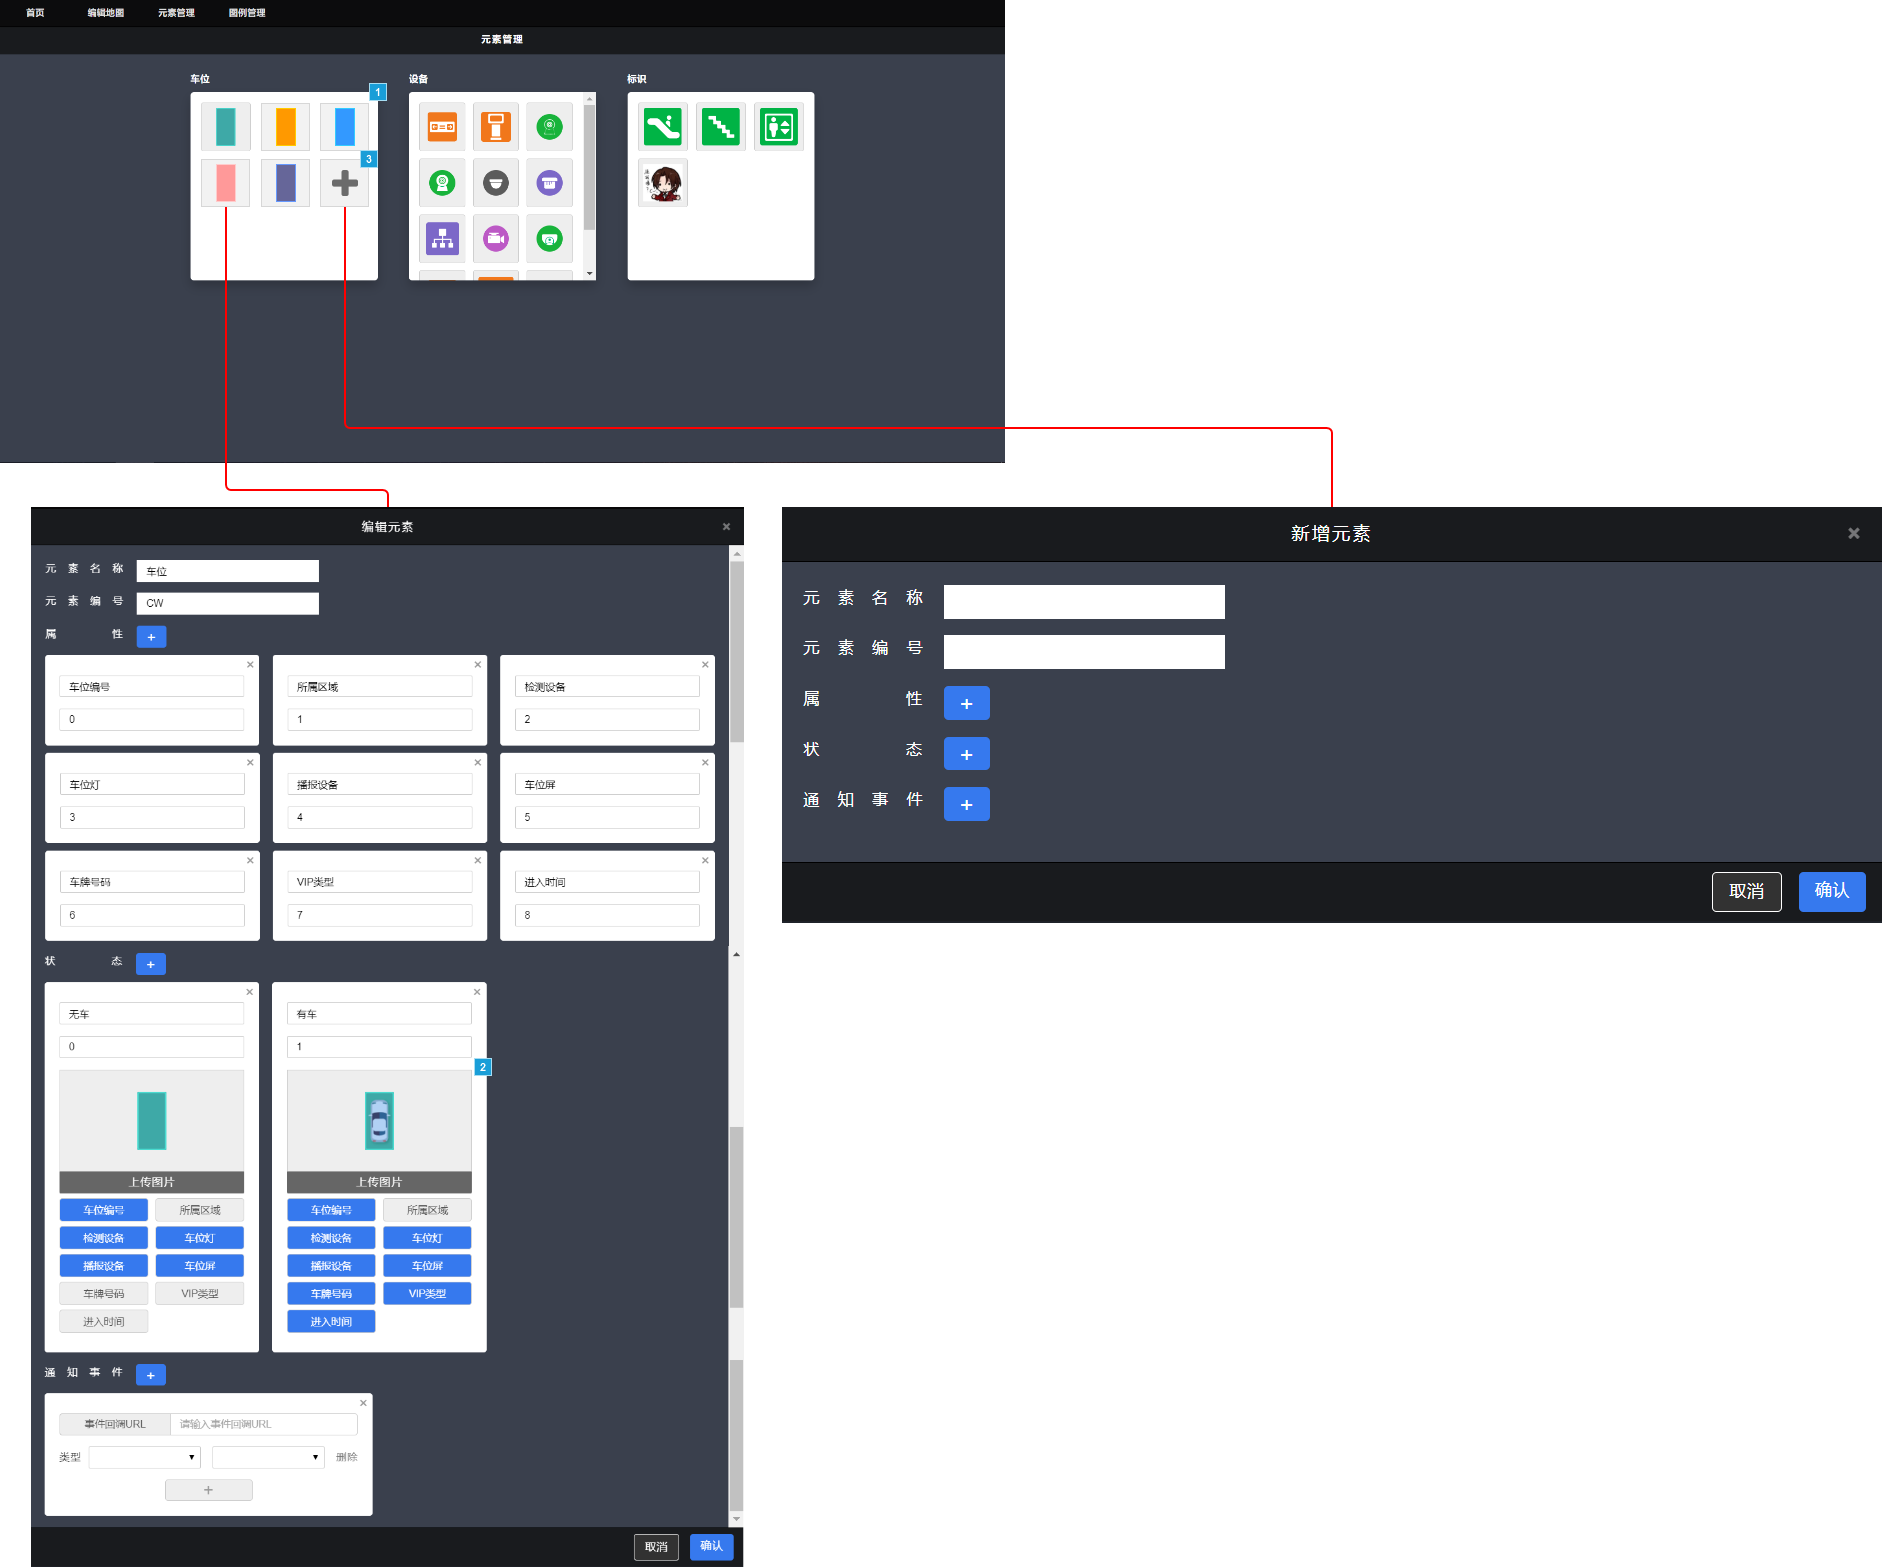 首页 编辑地图 元素管理 图例管理
元素管理
车位 设备 标识
1
3
编辑元素 ×
元素名称 车位
元素编号 CW
属性 +
车位编号 所属区域 检测设备
0 1 2
车位灯 播报设备 车位屏
3 4 5
车牌号码 VIP类型 进入时间
6 7 8
状态 +
无车 有车
0 1
2
上传图片 上传图片
车位编号 所属区域 车位编号 所属区域
检测设备 车位灯 检测设备 车位灯
播报设备 车位屏 播报设备 车位屏
车牌号码 VIP类型 车牌号码 VIP类型
进入时间 进入时间
通知事件 +
事件回调URL 请输入事件回调URL
类型 删除
+
取消 确认
新增元素 ×
元素名称
元素编号
属性 +
状态 +
通知事件 +
取消 确认